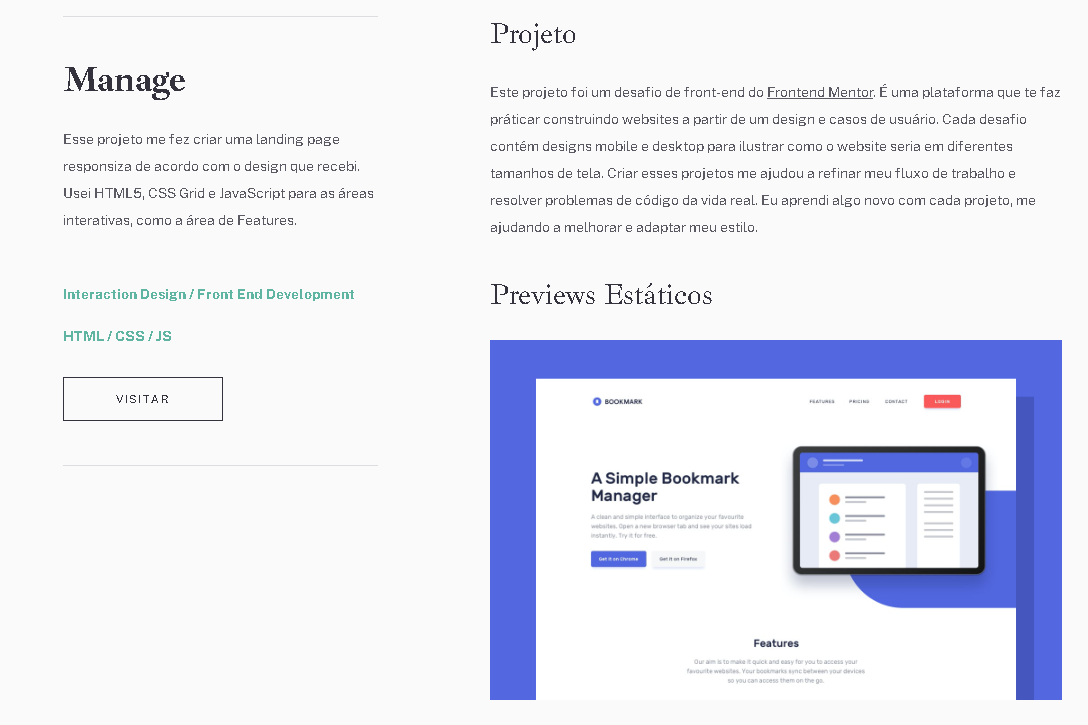 Manage
Esse projeto me fez criar uma landing page
responsiza de acordo com o design que recebi.
Usei HTML5, CSS Grid e JavaScript para as áreas
interativas, como a área de Features.
Interaction Design / Front End Development
HTML / CSS / JS
VISITAR
Projeto
Este projeto foi um desafio de front-end do Frontend Mentor. É uma plataforma que te faz
práticar construindo websites a partir de um design e casos de usuário. Cada desafio
contém designs mobile e desktop para ilustrar como o website seria em diferentes
tamanhos de tela. Criar esses projetos me ajudou a refinar meu fluxo de trabalho e
resolver problemas de código da vida real. Eu aprendi algo novo com cada projeto, me
ajudando a melhorar e adaptar meu estilo.
Previews Estáticos
BOOKMARK
FEATURES PRICING CONTACT LOGIN
A Simple Bookmark
Manager
A clean and simple interface to organize your favourite
websites. Open a new browser tab and see your sites load
instantly. Try it for free.
Get it on Chrome Get it on Firefox
Features
Our aim is to make it quick and easy for you to access your
favourite websites. Your bookmarks sync between your devices
so you can access them on the go.